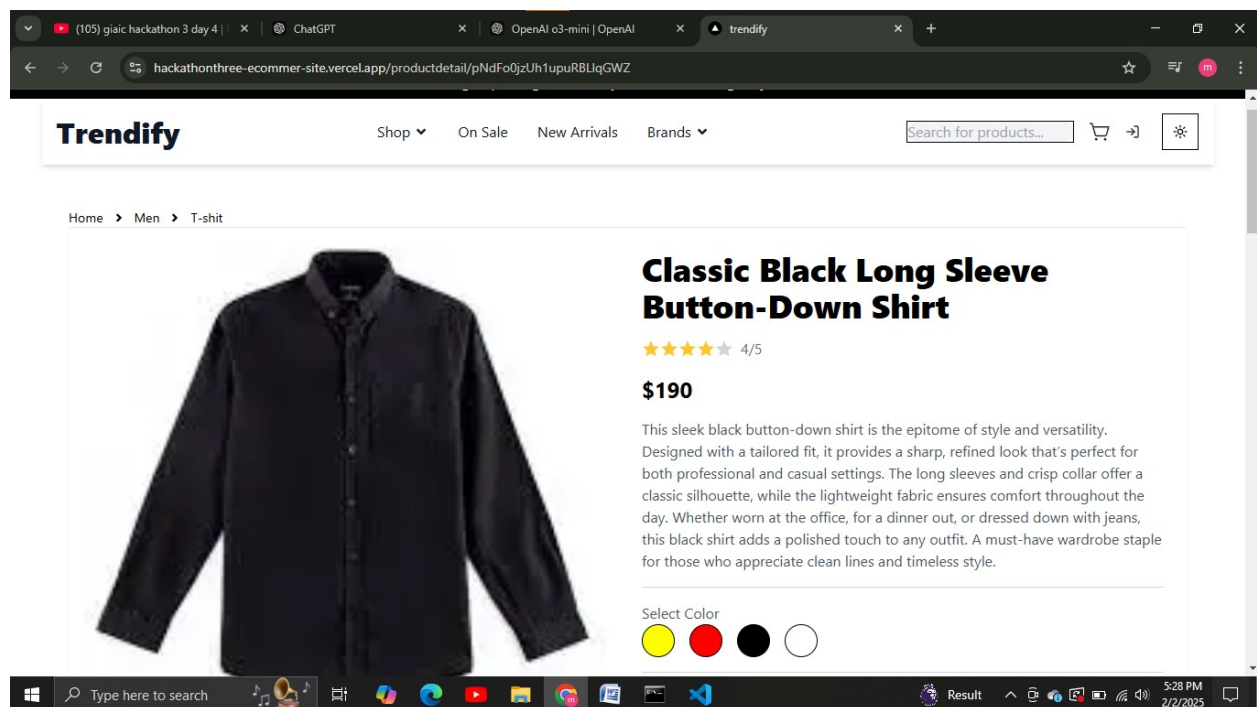 (105) giaic hackathon 3 day 4 |
ChatGPT
OpenAI o3-mini | OpenAI
trendify
hackathonthree-ecommer-site.vercel.app/productdetail/pNdFo0jzUh1upuRBLlqGWZ
m
Trendify
Shop
On Sale
New Arrivals
Brands
Search for products...
Home > Men > T-shit
Classic Black Long Sleeve
Button-Down Shirt
4/5
$190
This sleek black button-down shirt is the epitome of style and versatility.
Designed with a tailored fit, it provides a sharp, refined look that's perfect for
both professional and casual settings. The long sleeves and crisp collar offer a
classic silhouette, while the lightweight fabric ensures comfort throughout the
day. Whether worn at the office, for a dinner out, or dressed down with jeans,
this black shirt adds a polished touch to any outfit. A must-have wardrobe staple
for those who appreciate clean lines and timeless style.
Select Color
Type here to search
Result
5:28 PM
2/2/2025